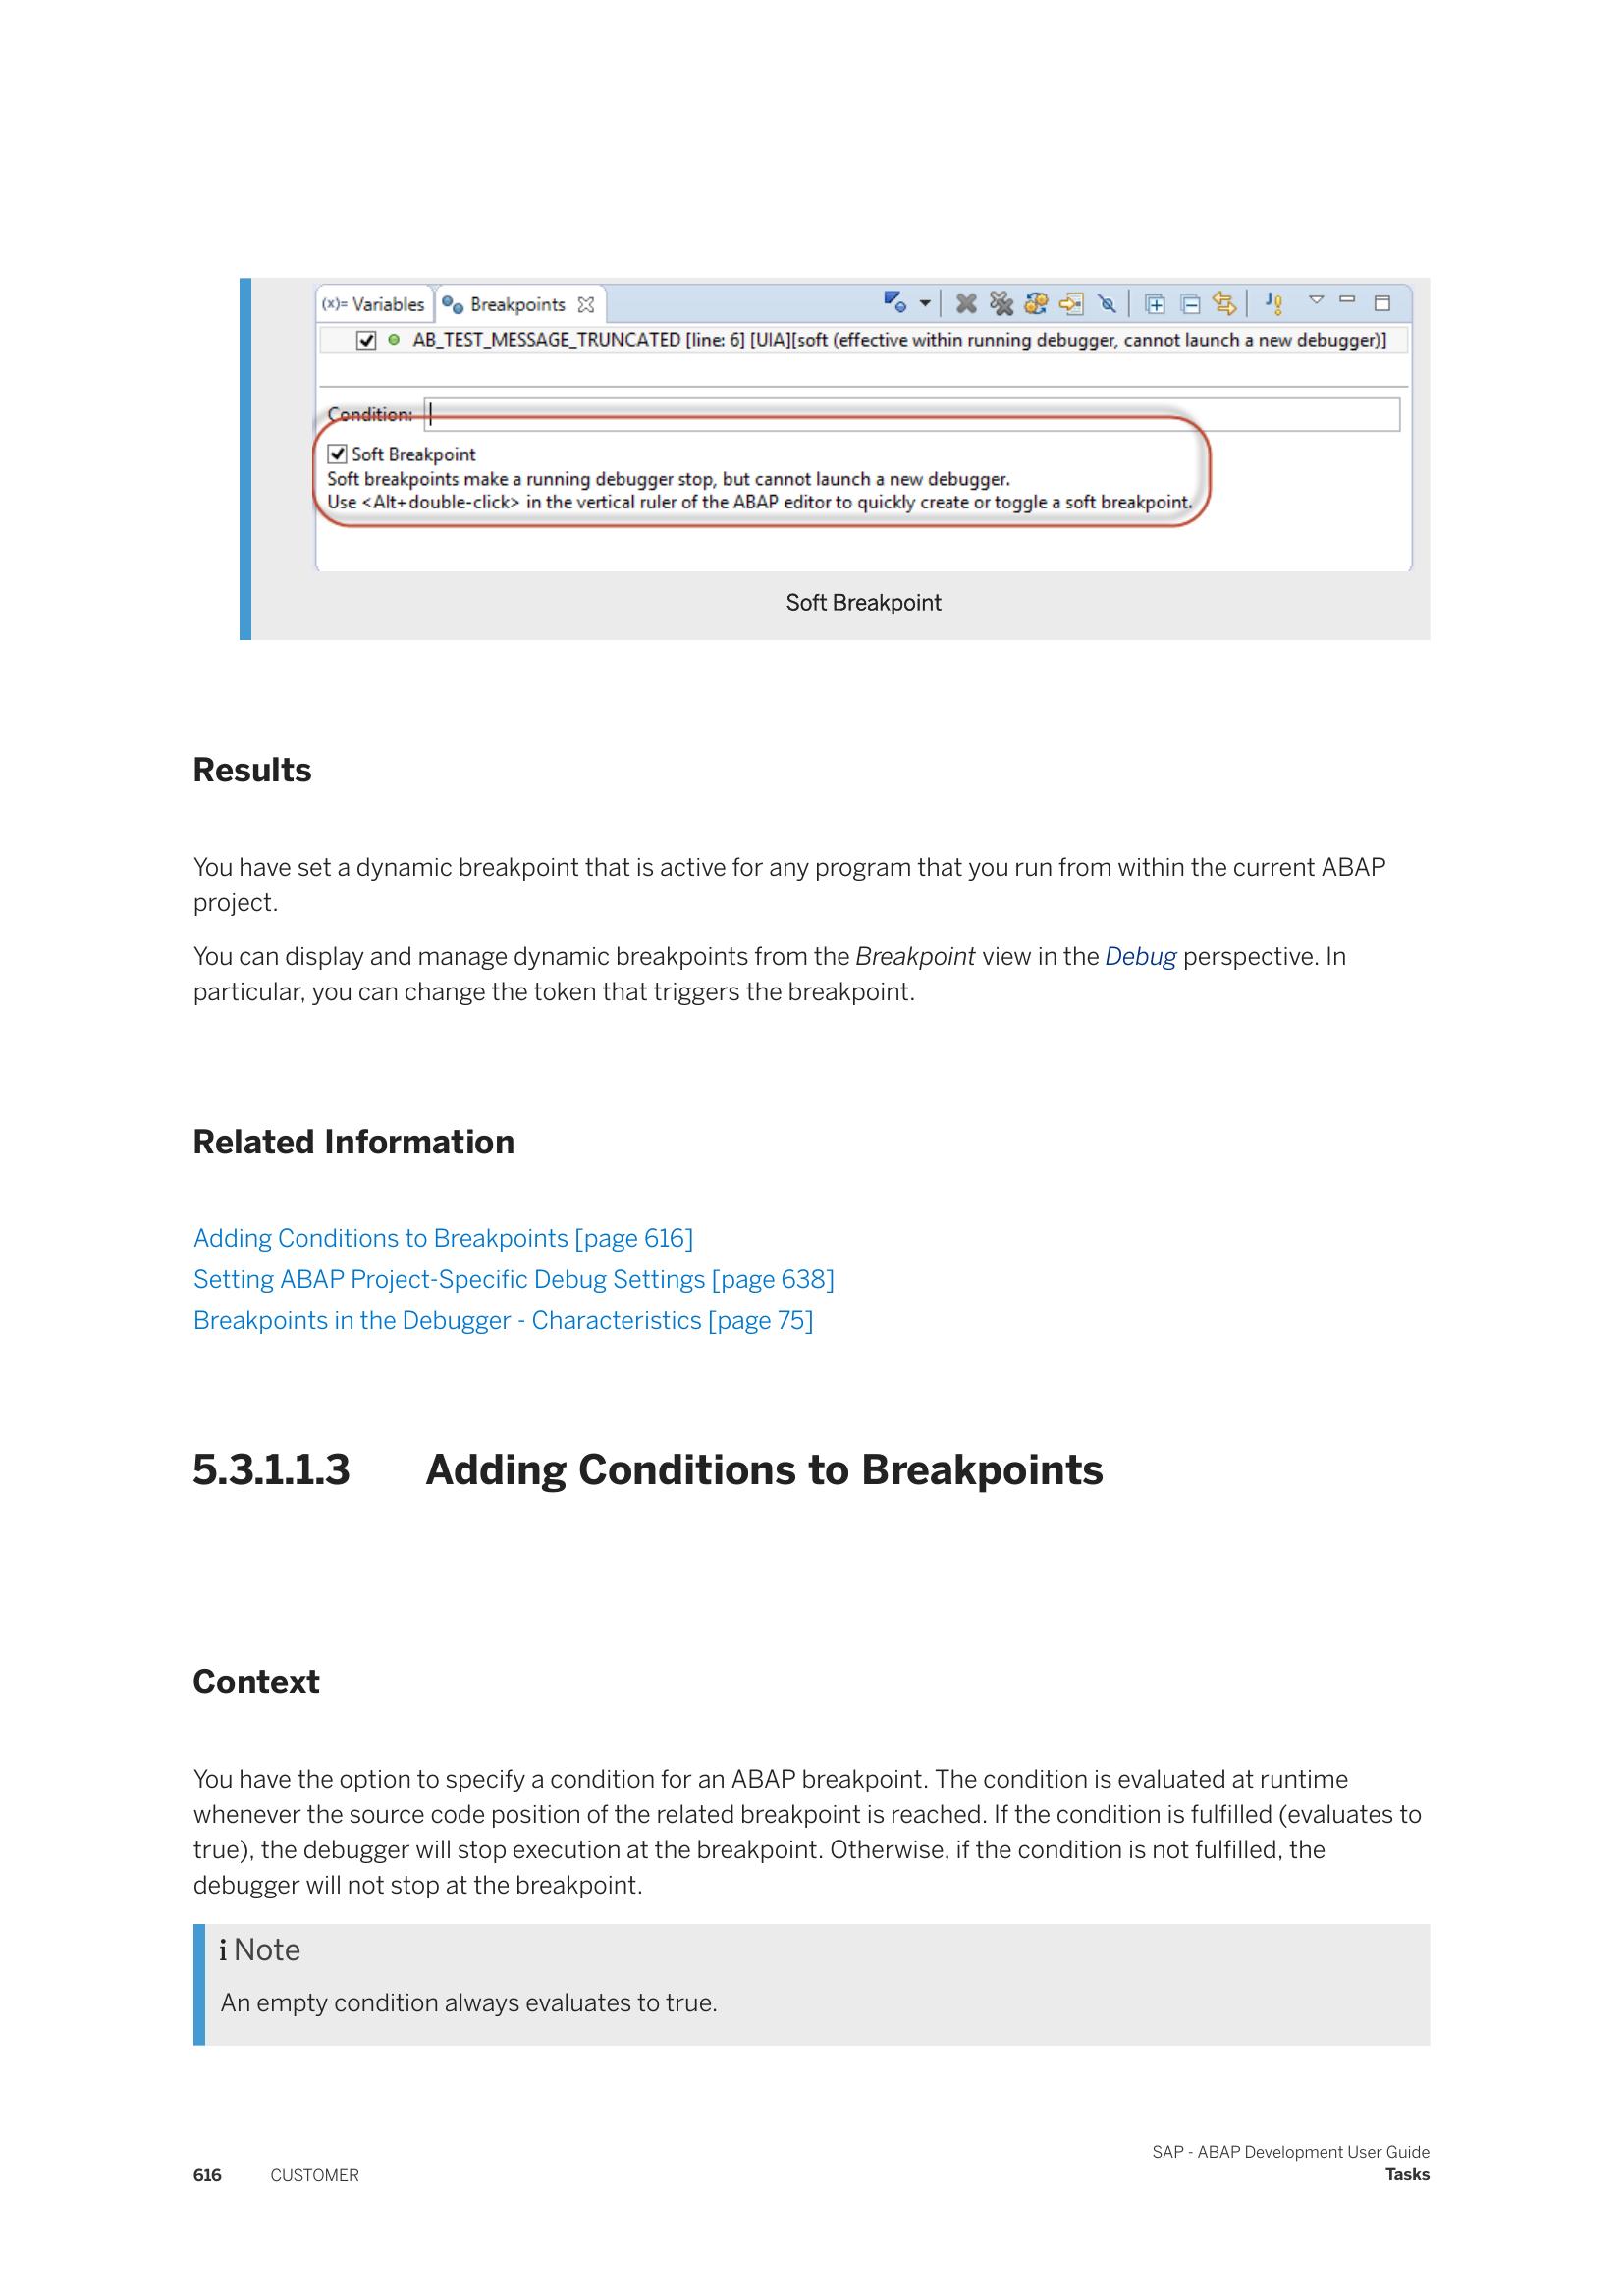 (x)= Variables Breakpoints
AB_TEST_MESSAGE_TRUNCATED [line: 6] [UIA][soft (effective within running debugger, cannot launch a new debugger)]
Condition:
Soft Breakpoint
Soft breakpoints make a running debugger stop, but cannot launch a new debugger.
Use <Alt+double-click> in the vertical ruler of the ABAP editor to quickly create or toggle a soft breakpoint.
Soft Breakpoint
Results
You have set a dynamic breakpoint that is active for any program that you run from within the current ABAP
project.
You can display and manage dynamic breakpoints from the Breakpoint view in the Debug perspective. In
particular, you can change the token that triggers the breakpoint.
Related Information
Adding Conditions to Breakpoints [page 616]
Setting ABAP Project-Specific Debug Settings [page 638]
Breakpoints in the Debugger - Characteristics [page 75]
5.3.1.1.3 Adding Conditions to Breakpoints
Context
You have the option to specify a condition for an ABAP breakpoint. The condition is evaluated at runtime
whenever the source code position of the related breakpoint is reached. If the condition is fulfilled (evaluates to
true), the debugger will stop execution at the breakpoint. Otherwise, if the condition is not fulfilled, the
debugger will not stop at the breakpoint.
i Note
An empty condition always evaluates to true.
SAP - ABAP Development User Guide
616 CUSTOMER Tasks